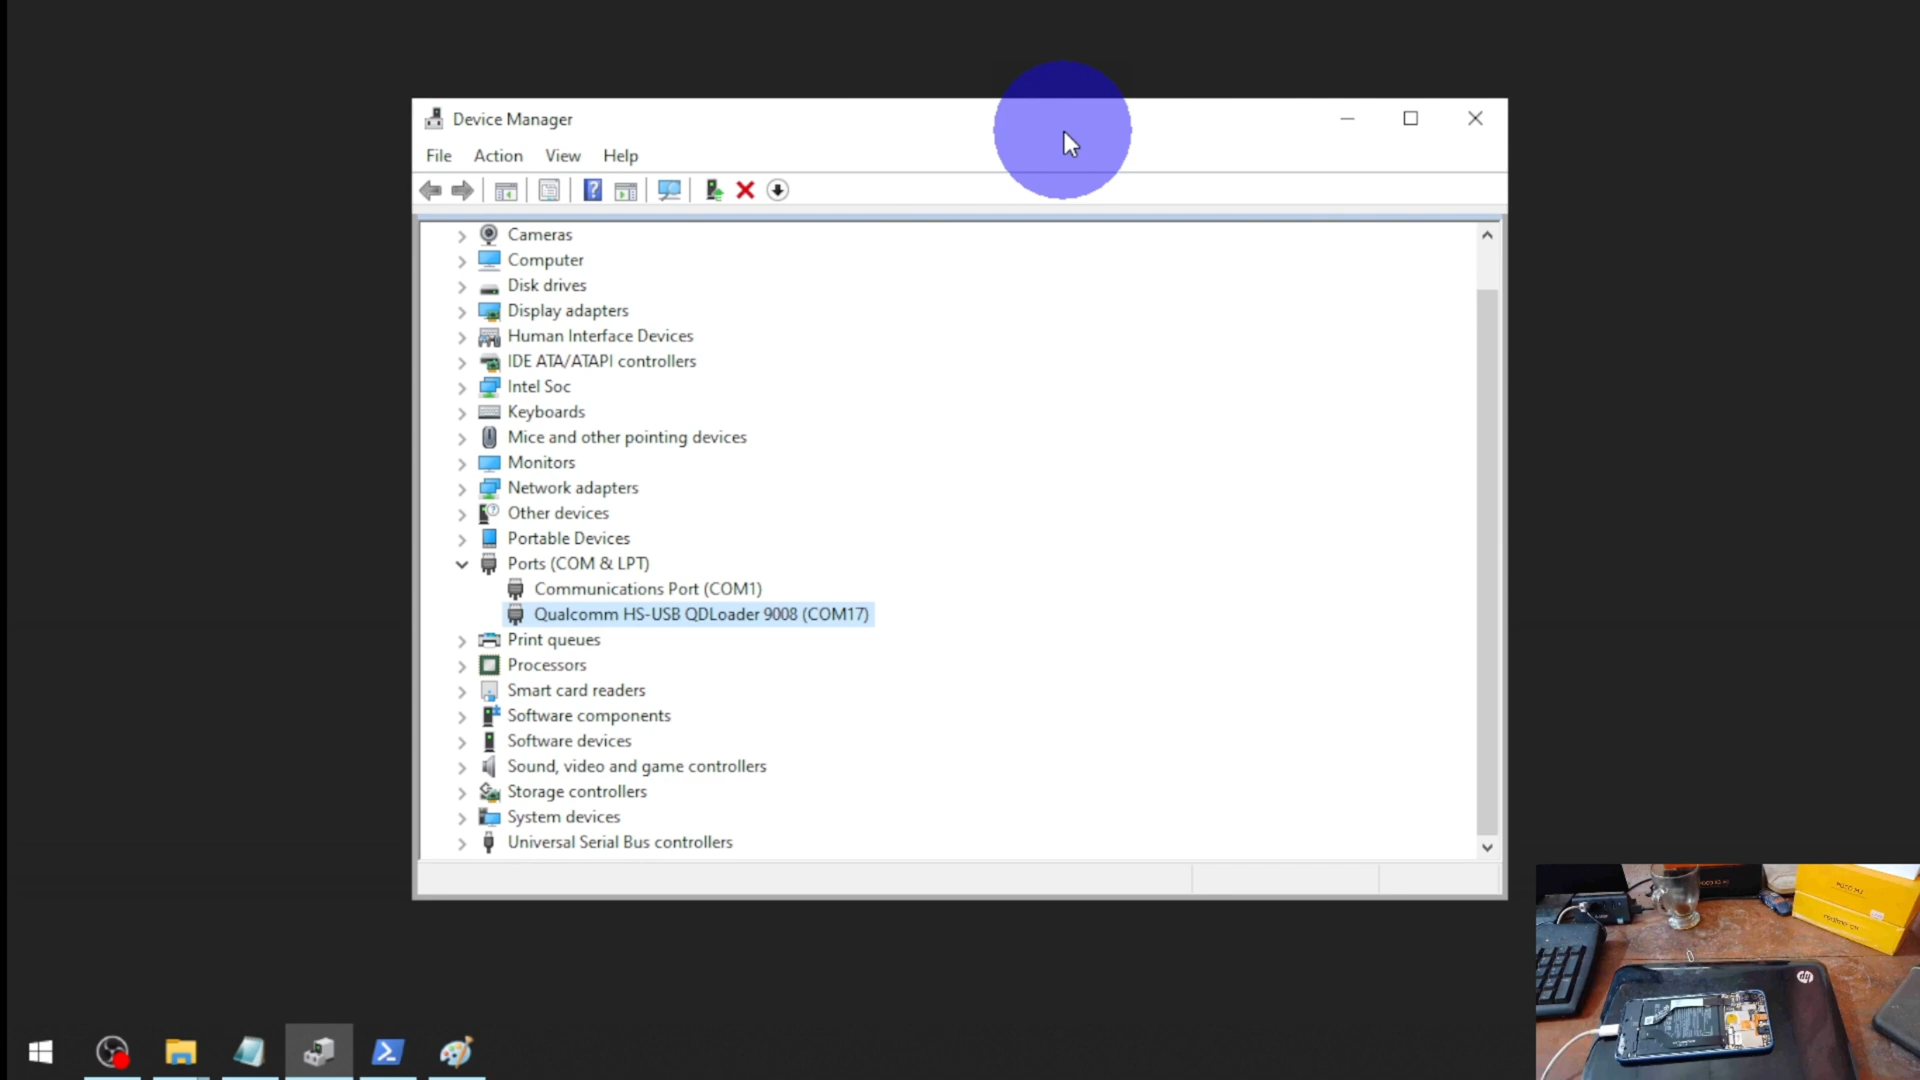 Device Manager
File Action View Help
Cameras
Computer
Disk drives
Display adapters
Human Interface Devices
IDE ATA/ATAPI controllers
Intel Soc
Keyboards
Mice and other pointing devices
Monitors
Network adapters
Other devices
Portable Devices
Ports (COM & LPT)
Communications Port (COM1)
Qualcomm HS-USB QDLoader 9008 (COM17)
Print queues
Processors
Smart card readers
Software components
Software devices
Sound, video and game controllers
Storage controllers
System devices
Universal Serial Bus controllers
hp